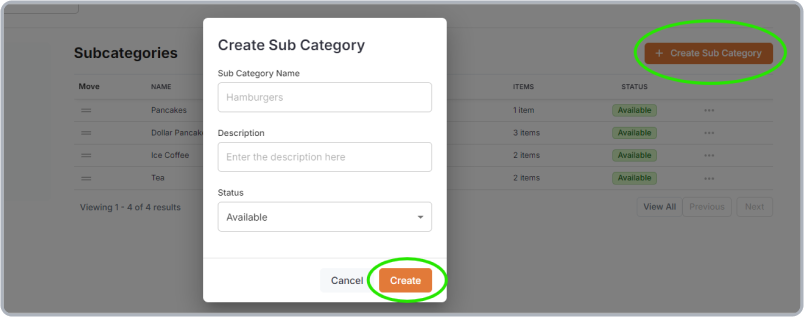 Create Sub Category
Subcategories
+ Create Sub Category
Sub Category Name
Hamburgers
Move NAME ITEMS STATUS
Pancakes 1 item Available ...
Description
Dollar Pancak 3 items Available ...
Enter the description here
Ice Coffee 2 items Available ...
Tea 2 items Available ...
Status
Available
Viewing 1 - 4 of 4 results View All Previous Next
Cancel Create